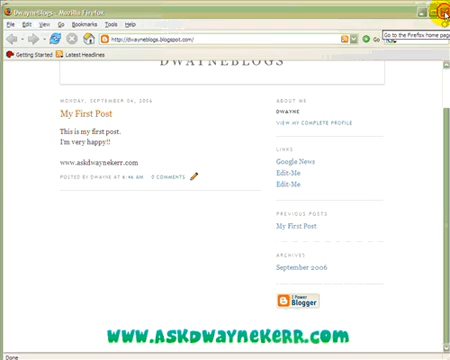 DwayneBlogs - Mozilla Firefox
File Edit View Go Bookmarks Tools Help
http://dwayneblogs.blogspot.com/
Go
Go to the Firefox home page
Getting Started Latest Headlines
DWAYNEBLOGS
MONDAY, SEPTEMBER 04, 2006
My First Post
This is my first post.
I'm very happy!!
www.askdwaynekerr.com
POSTED BY DWAYNE AT 6:46 AM 0 COMMENTS
ABOUT ME
DWAYNE
VIEW MY COMPLETE PROFILE
LINKS
Google News
Edit-Me
Edit-Me
PREVIOUS POSTS
My First Post
ARCHIVES
September 2006
I Power
Blogger
www.askdwaynekerr.com
Done